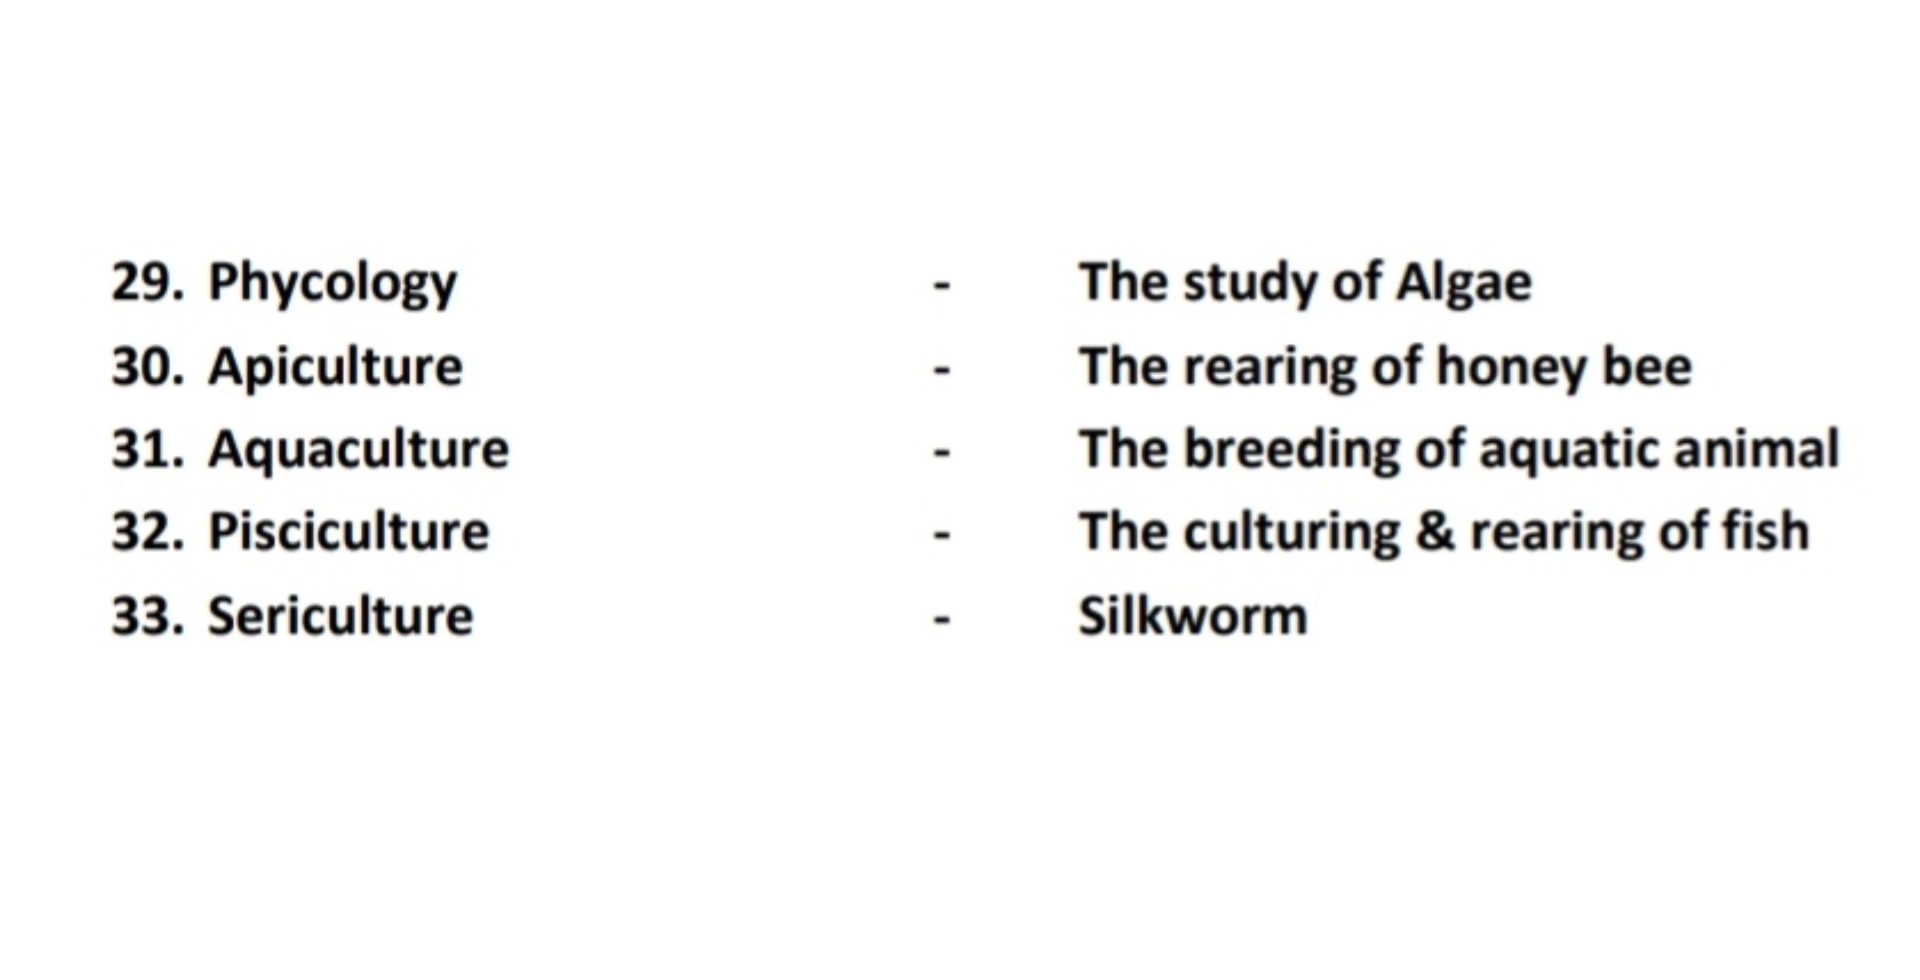 29. Phycology - The study of Algae
30. Apiculture - The rearing of honey bee
31. Aquaculture - The breeding of aquatic animal
32. Pisciculture - The culturing & rearing of fish
33. Sericulture - Silkworm